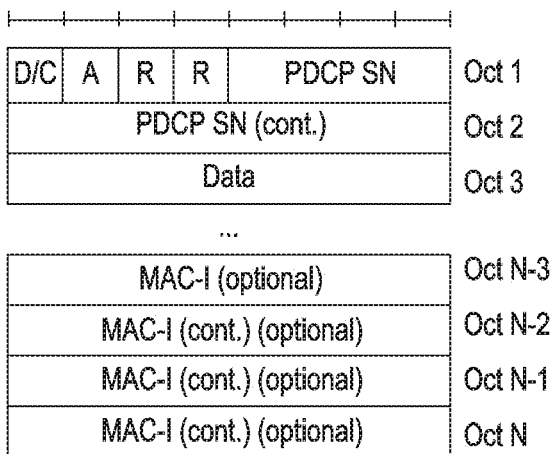 D/C A R R PDCP SN Oct 1
PDCP SN (cont.) Oct 2
Data Oct 3
...
MAC-I (optional) Oct N-3
MAC-I (cont.) (optional) Oct N-2
MAC-I (cont.) (optional) Oct N-1
MAC-I (cont.) (optional) Oct N